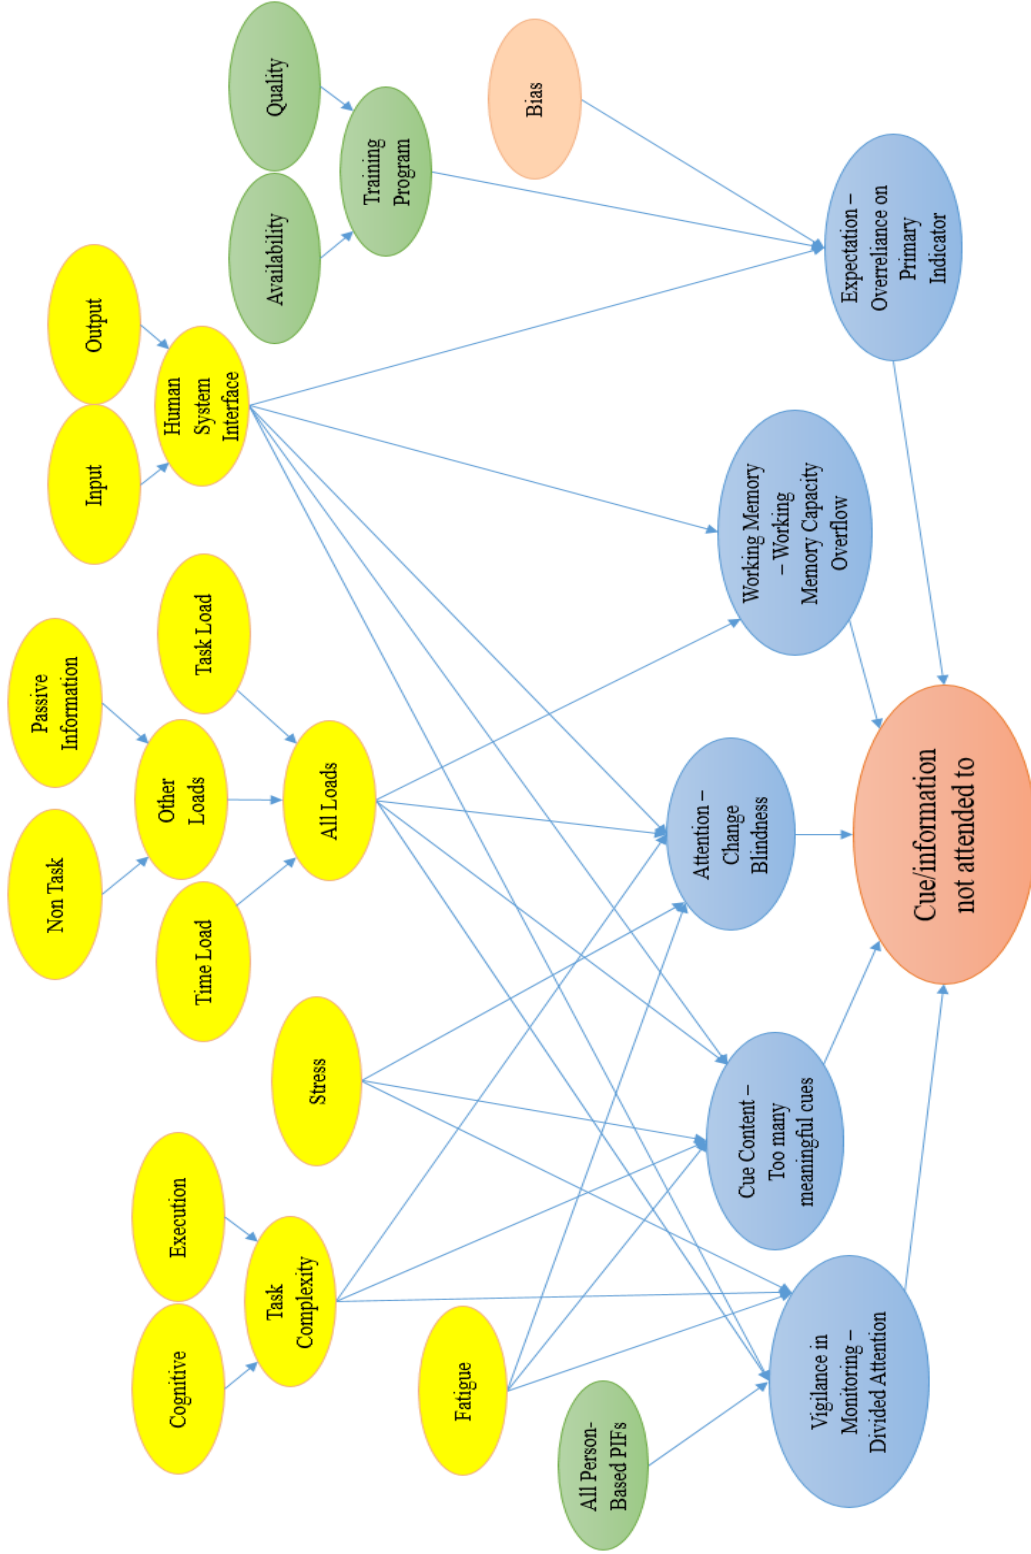 Cognitive
Execution
Task
Complexity
Fatigue
All Person-
Based PIFs
Stress
Non Task
Passive
Information
Other
Loads
Time Load
Task Load
All Loads
Input
Output
Human
System
Interface
Availability
Quality
Training
Program
Bias
Vigilance in
Monitoring –
Divided Attention
Cue Content –
Too many
meaningful cues
Attention –
Change
Blindness
Working Memory
– Working
Memory Capacity
Overflow
Expectation –
Overreliance on
Primary
Indicator
Cue/information
not attended to